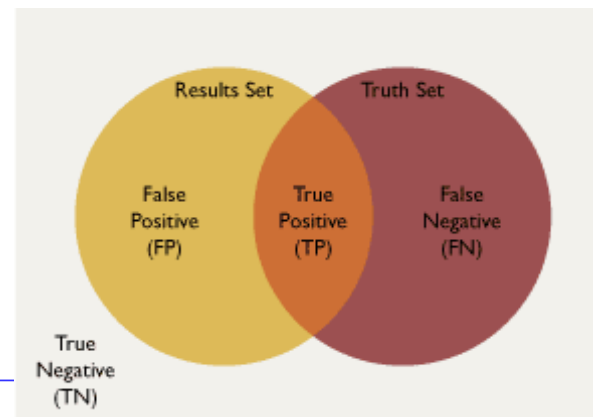 Results Set
Truth Set
False
Positive
(FP)
True
Positive
(TP)
False
Negative
(FN)
True
Negative
(TN)